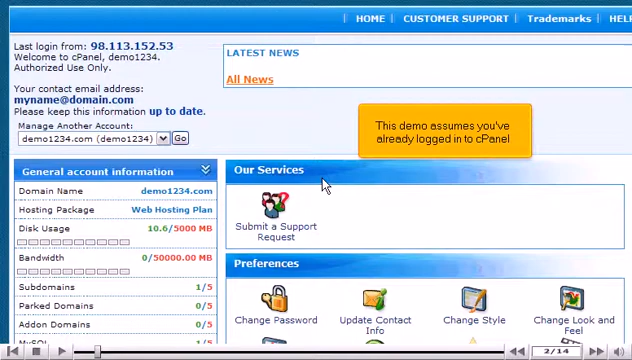 HOME CUSTOMER SUPPORT Trademarks HEL
Last login from: 98.113.152.53
Welcome to cPanel, demo1234.
Authorized Use Only.
Your contact email address:
myname@domain.com
Please keep this information up to date.
Manage Another Account:
demo1234.com (demo1234) Go
LATEST NEWS
All News
This demo assumes you've
already logged in to cPanel
General account information
Domain Name demo1234.com
Hosting Package Web Hosting Plan
Disk Usage 10.6/5000 MB
Bandwidth 0/50000.00 MB
Subdomains 1/5
Parked Domains 0/5
Addon Domains 0/5
MySQL
Our Services
Submit a Support
Request
Preferences
Change Password
Update Contact
Info
Change Style
Change Look and
Feel
2/14